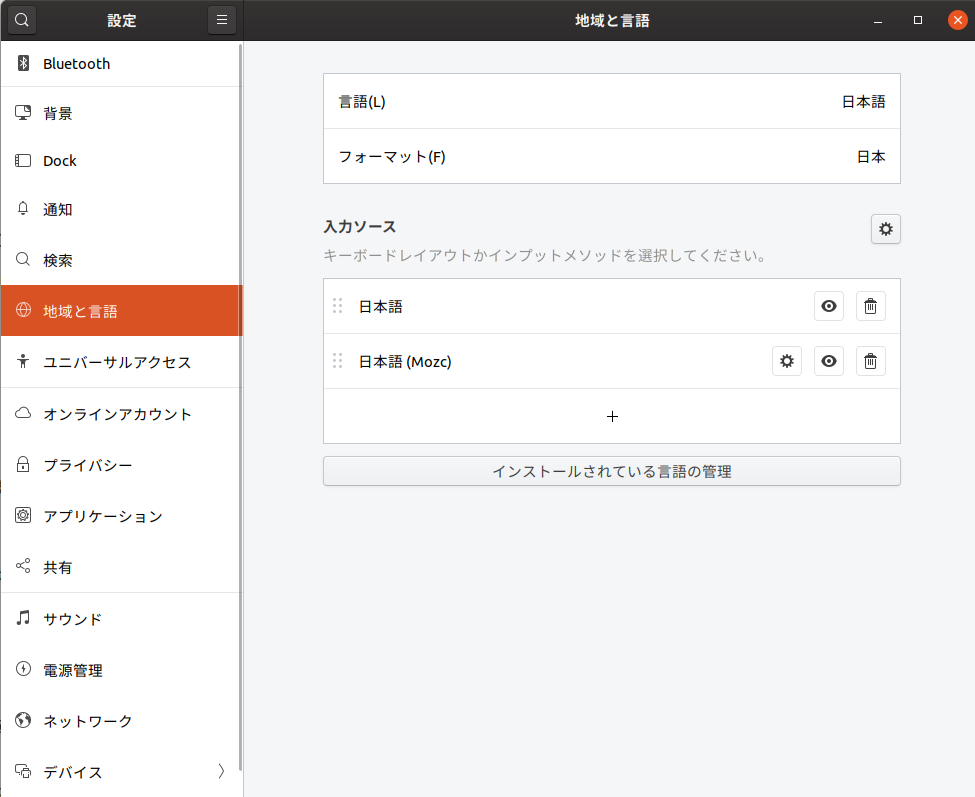 設定
地域と言語
Bluetooth
背景
Dock
通知
検索
地域と言語
ユニバーサルアクセス
オンラインアカウント
プライバシー
アプリケーション
共有
サウンド
電源管理
ネットワーク
デバイス
言語(L) 日本語
フォーマット(F) 日本
入力ソース
キーボードレイアウトかインプットメソッドを選択してください。
日本語
日本語 (Mozc)
インストールされている言語の管理